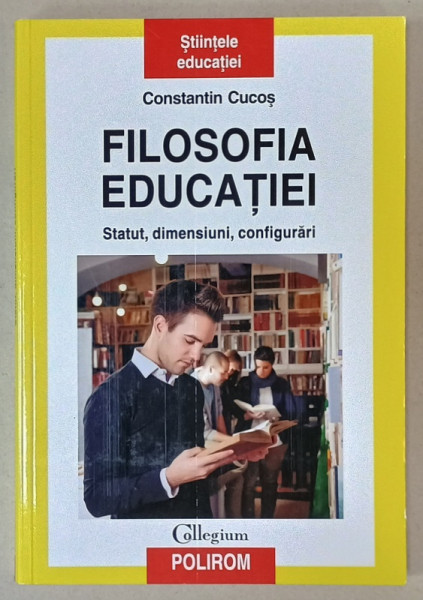 Științele
educației
Constantin Cucoș
FILOSOFIA
EDUCAȚIEI
Statut, dimensiuni, configurări
Collegium
POLIROM